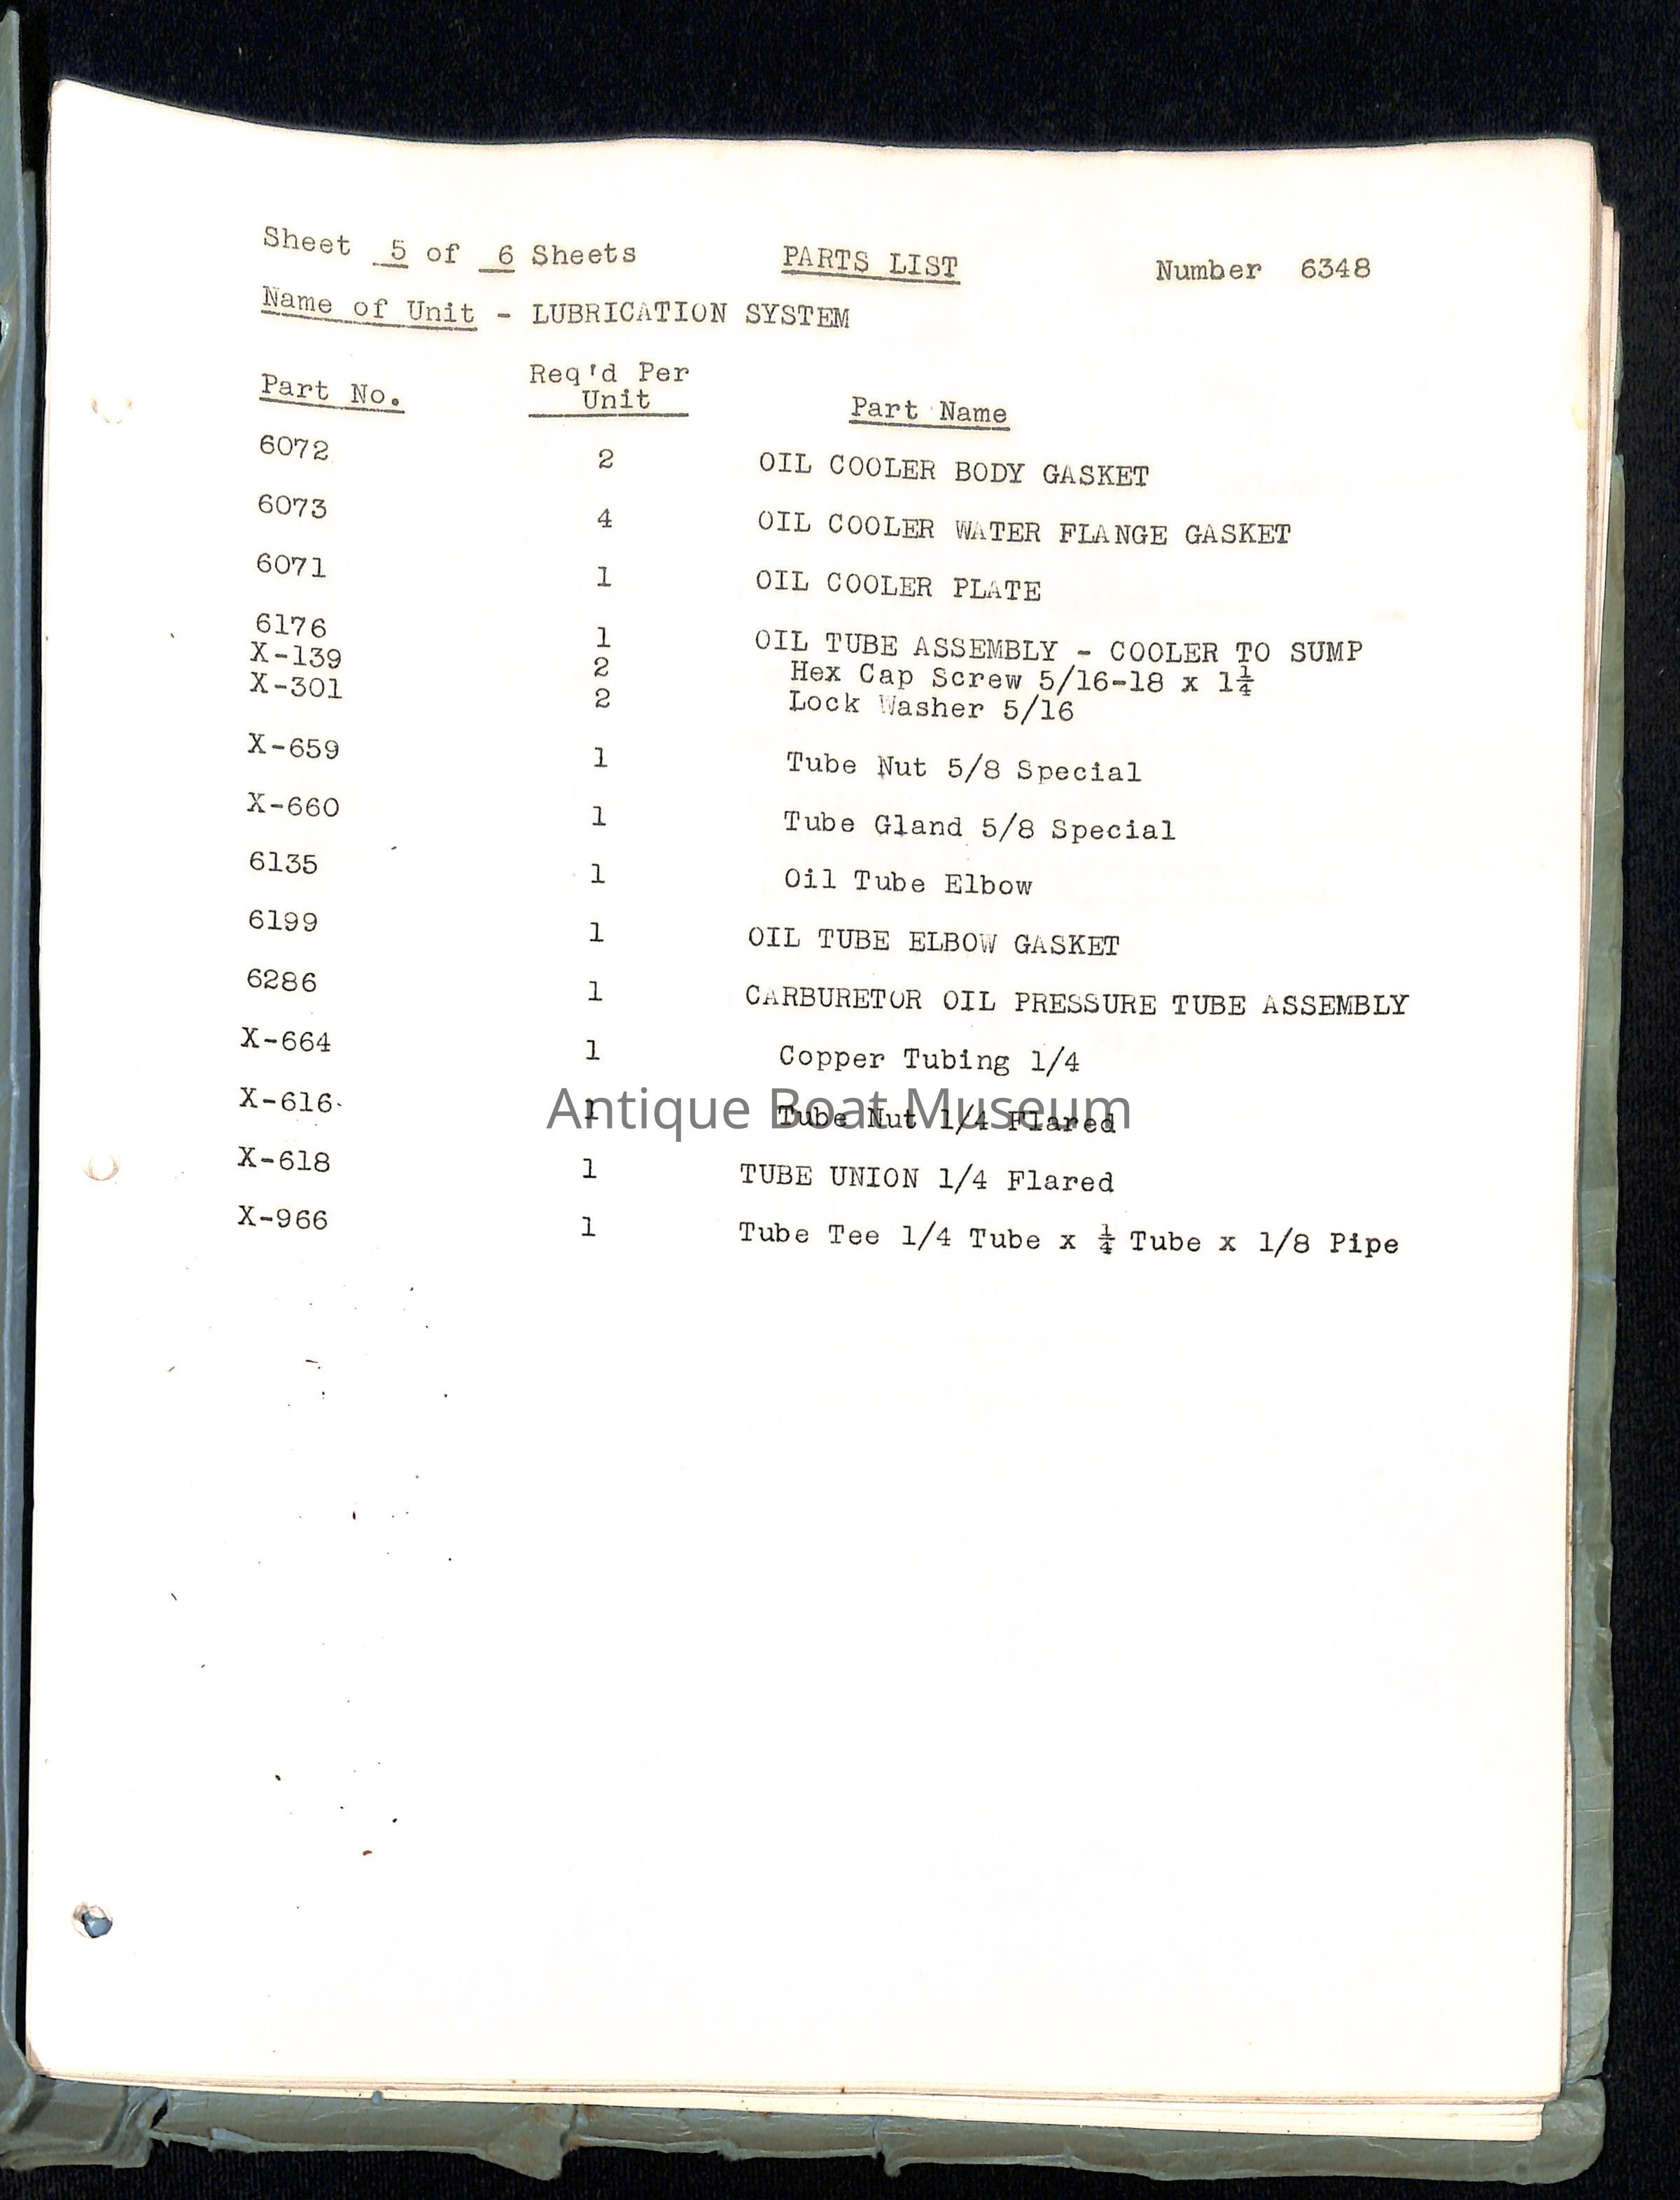 Sheet 5 of 6 Sheets PARTS LIST Number 6348
Name of Unit - LUBRICATION SYSTEM
Part No. Req'd Per Unit Part Name
6072 2 OIL COOLER BODY GASKET
6073 4 OIL COOLER WATER FLANGE GASKET
6071 1 OIL COOLER PLATE
6176 1 OIL TUBE ASSEMBLY - COOLER TO SUMP
X-139 2 Hex Cap Screw 5/16-18 x 1¼
X-301 2 Lock Washer 5/16
X-659 1 Tube Nut 5/8 Special
X-660 1 Tube Gland 5/8 Special
6135 1 Oil Tube Elbow
6199 1 OIL TUBE ELBOW GASKET
6286 1 CARBURETOR OIL PRESSURE TUBE ASSEMBLY
X-664 1 Copper Tubing 1/4
X-616 1 Tube Nut 1/4 Flared
Antique Boat Museum
X-618 1 TUBE UNION 1/4 Flared
X-966 1 Tube Tee 1/4 Tube x ¼ Tube x 1/8 Pipe